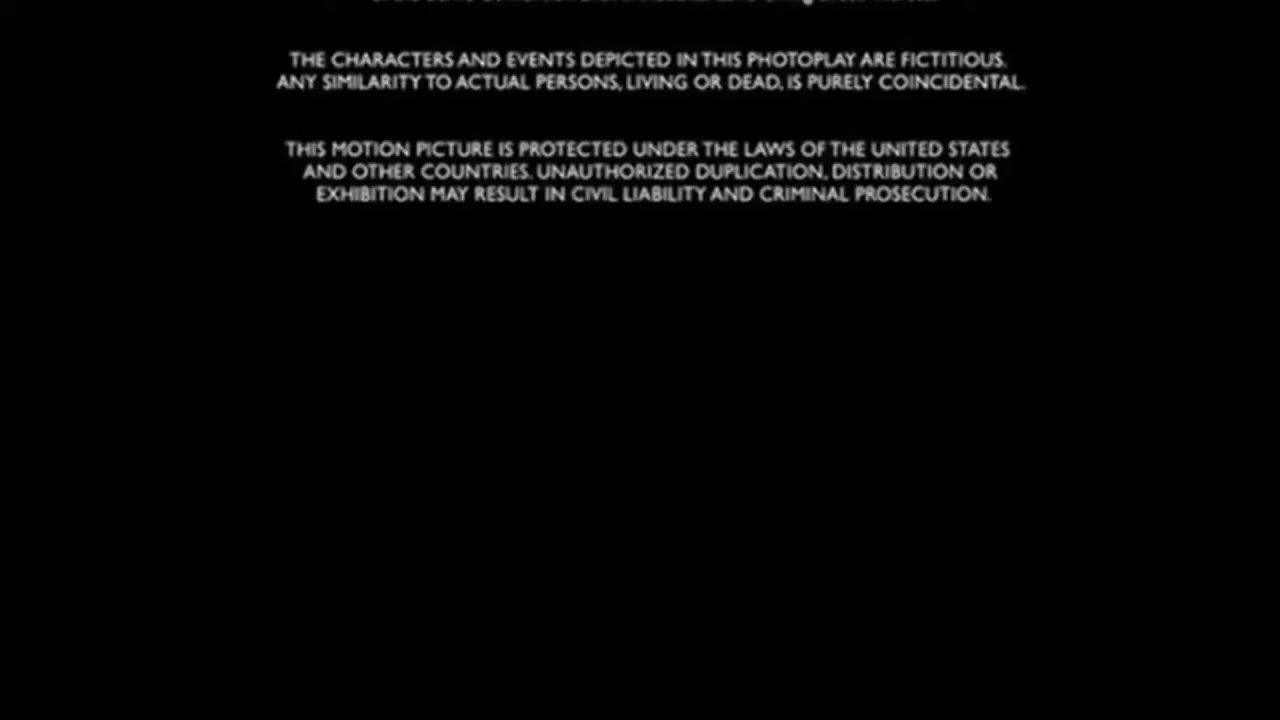 THE CHARACTERS AND EVENTS DEPICTED IN THIS PHOTOPLAY ARE FICTITIOUS.
ANY SIMILARITY TO ACTUAL PERSONS, LIVING OR DEAD, IS PURELY COINCIDENTAL.
THIS MOTION PICTURE IS PROTECTED UNDER THE LAWS OF THE UNITED STATES
AND OTHER COUNTRIES. UNAUTHORIZED DUPLICATION, DISTRIBUTION OR
EXHIBITION MAY RESULT IN CIVIL LIABILITY AND CRIMINAL PROSECUTION.